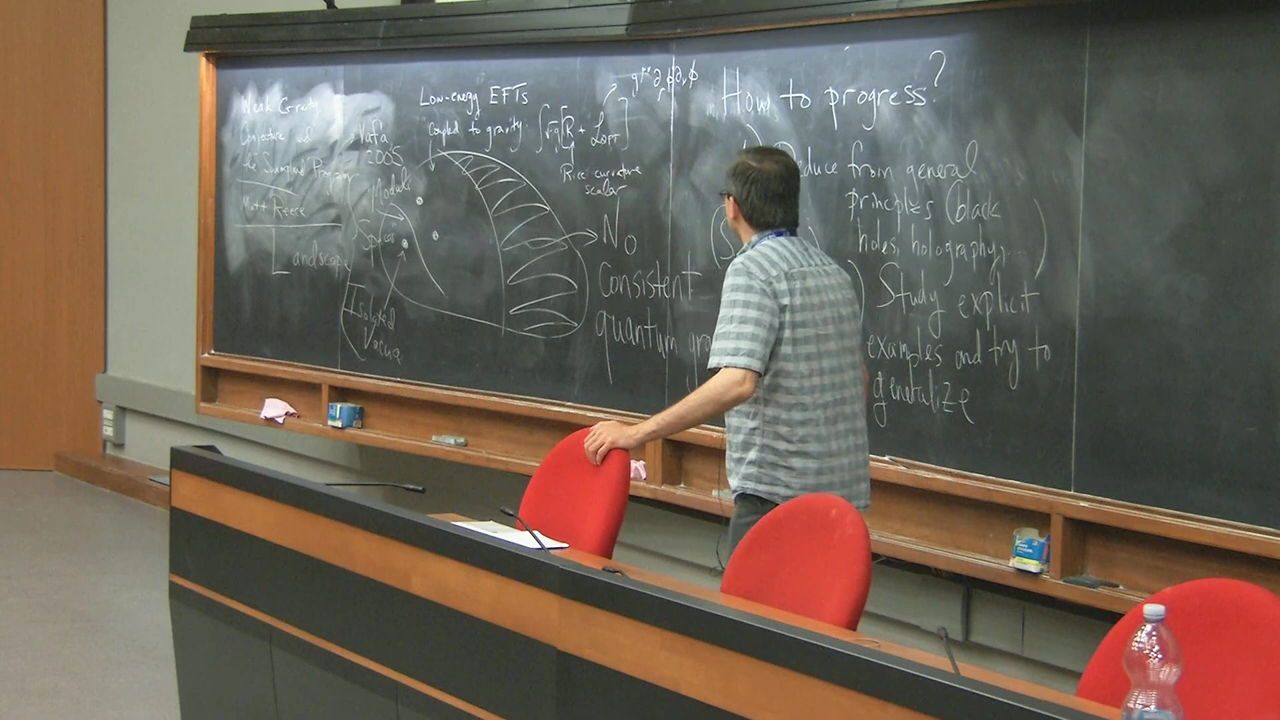 Weak Gravity
Conjecture and
the Swampland Program
Matt Reece
Landscape
Vafa
2005
Moduli
Spaces
Isolated
Vacua
Low-energy EFTs
Coupled to gravity ∫√-g[R + L
Ricci curvature
scalar
No
Consistent
quantum
How to progress?
Deduce from general
principles (black
holes, holography,...)
Study explicit
examples and try to
generalize